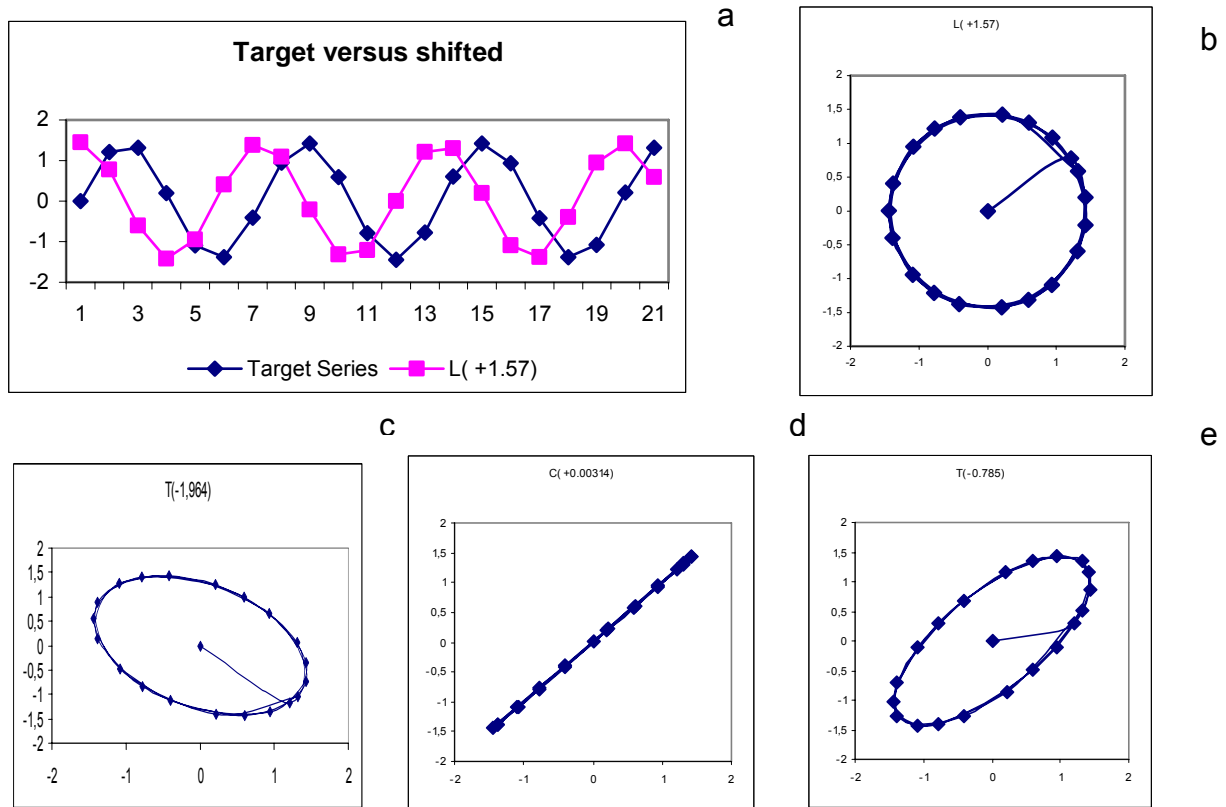 a
Target versus shifted
2
1
0
-1
-2
1 3 5 7 9 11 13 15 17 19 21
Target Series L( +1.57)
b
L( +1.57)
2
1,5
1
0,5
0
-0,5
-1
-1,5
-2
-2 -1 0 1 2
c
T(-1,964)
2
1,5
1
0,5
0
-0,5
-1
-1,5
-2
-2 -1 0 1 2
d
C( +0.00314)
2
1,5
1
0,5
0
-0,5
-1
-1,5
-2
-2 -1 0 1 2
e
T(-0.785)
2
1,5
1
0,5
0
-0,5
-1
-1,5
-2
-2 -1 0 1 2